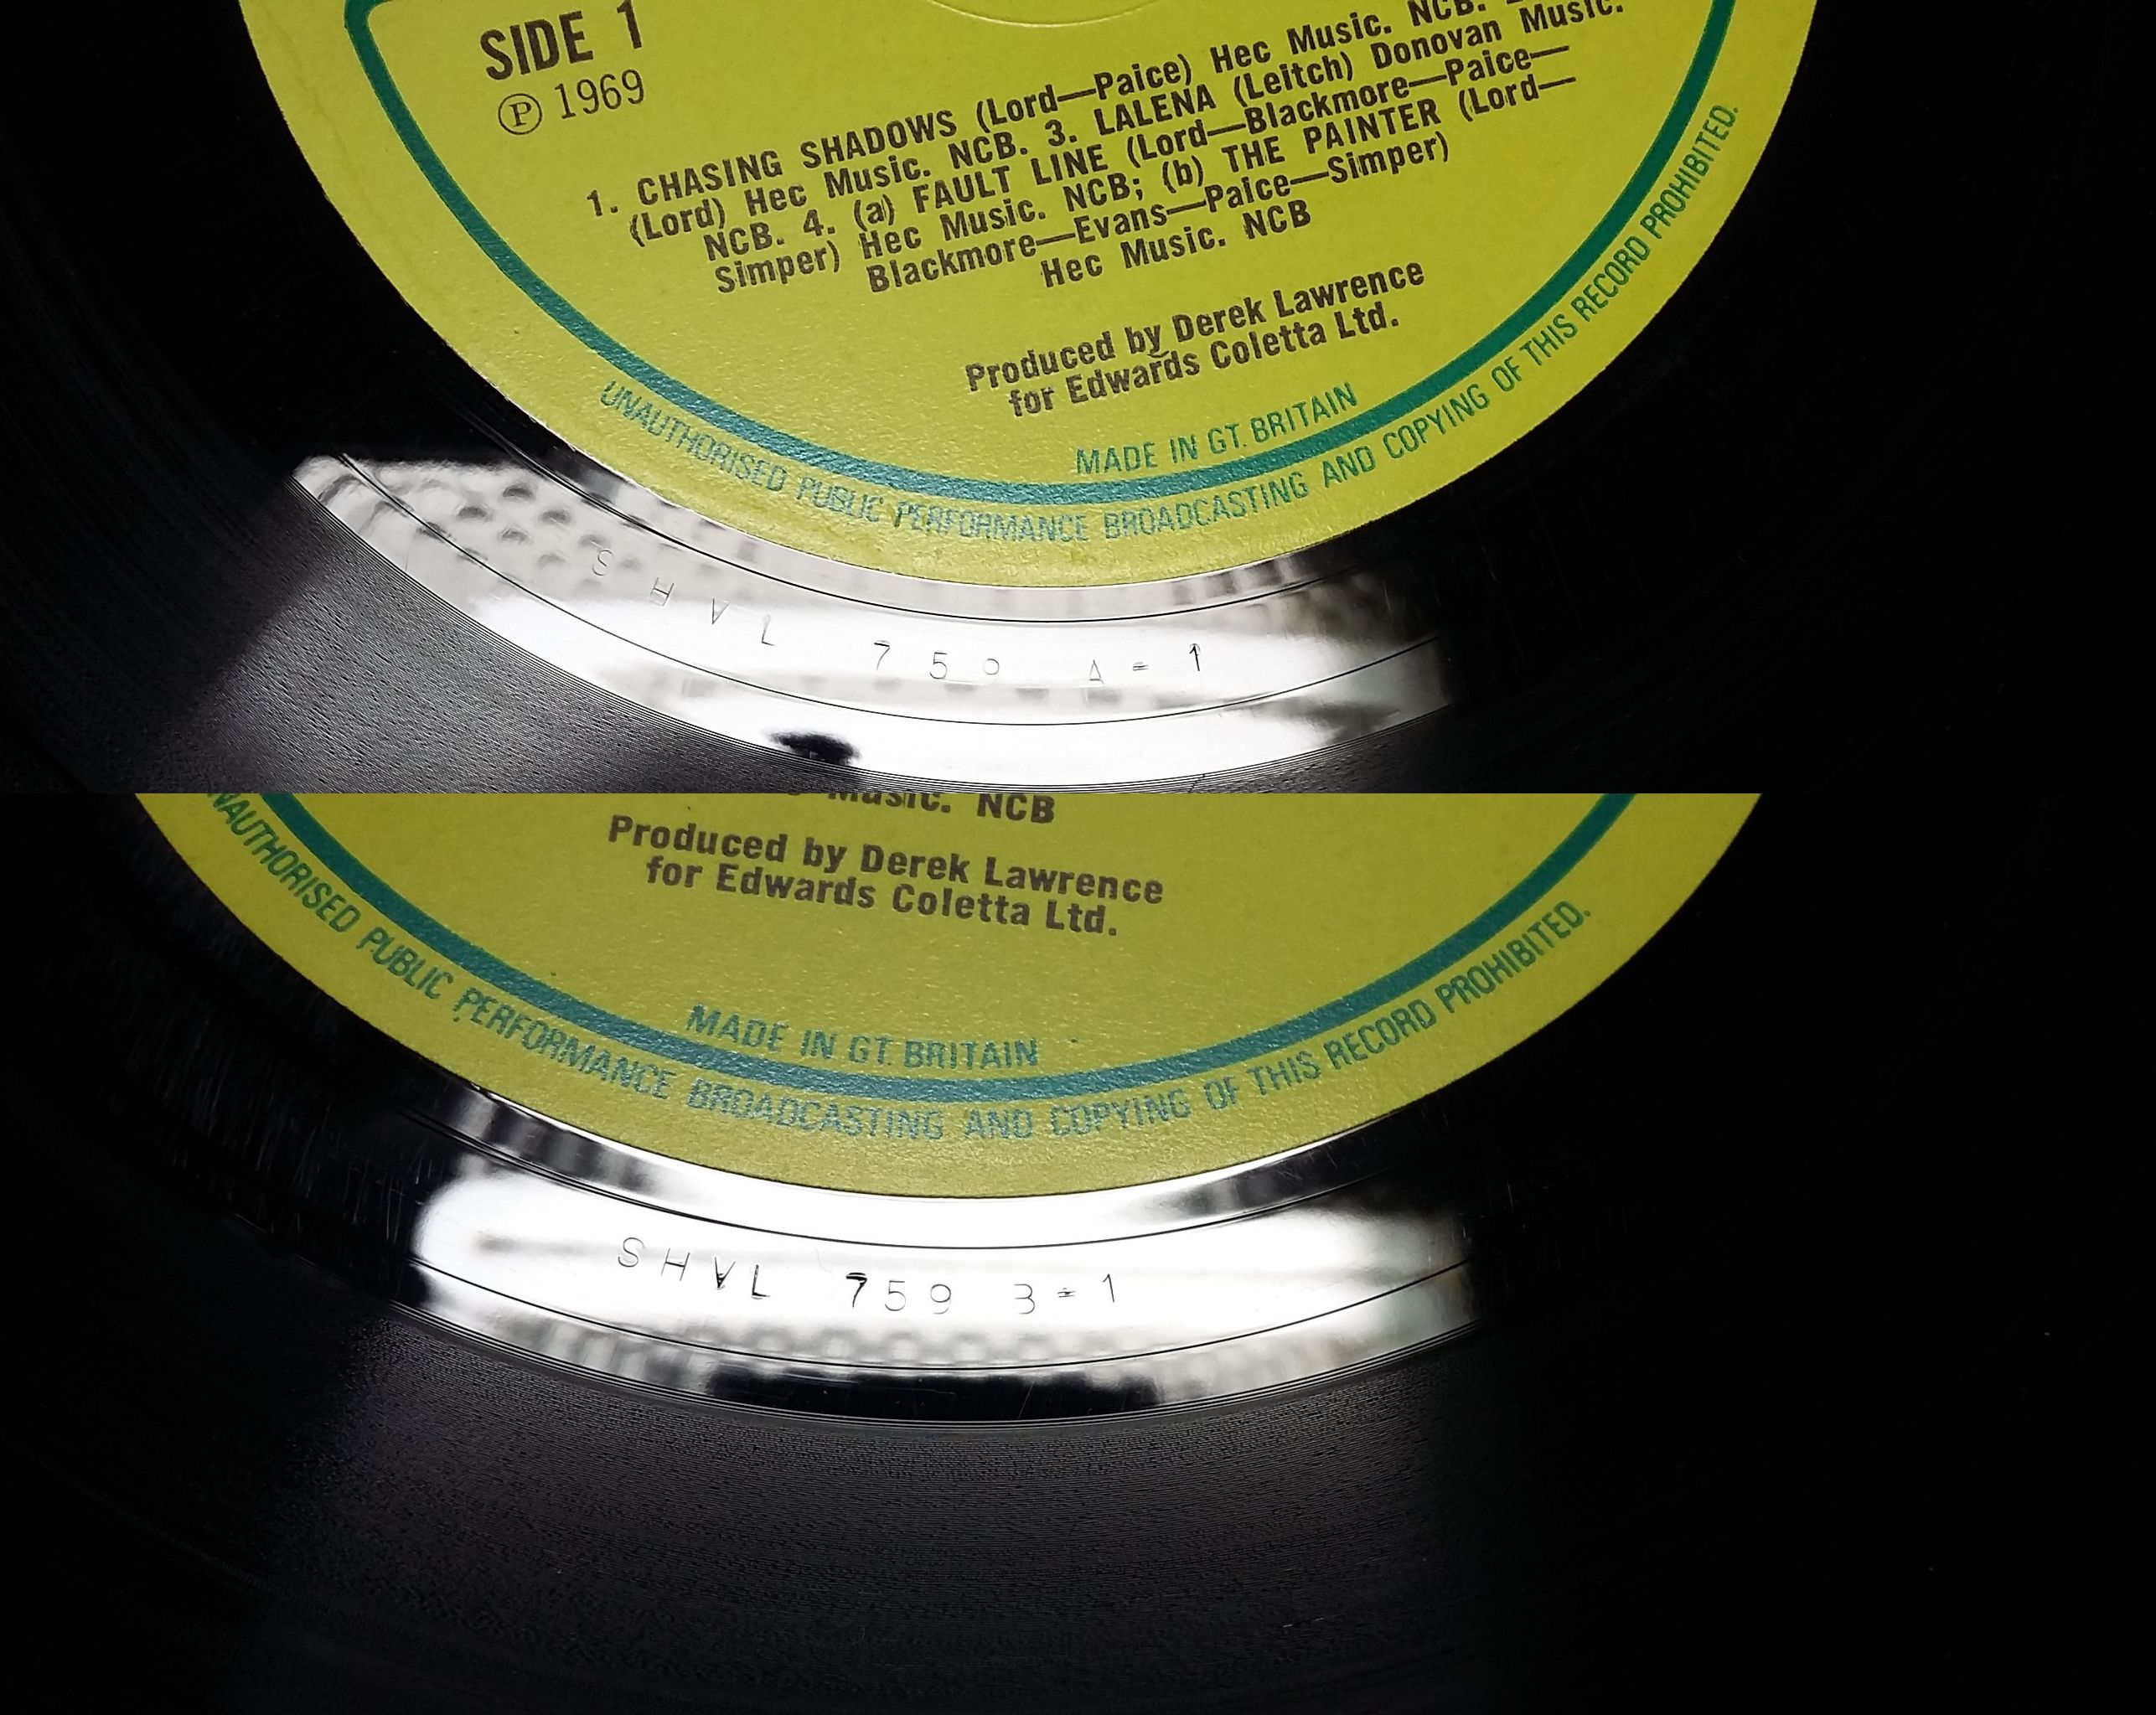 SIDE 1
Ⓟ 1969
1. CHASING SHADOWS (Lord—Paice) Hec Music. NCB.
(Lord) Hec Music. NCB. 3. LALENA (Leitch) Donovan Music.
NCB. 4. (a) FAULT LINE (Lord—Blackmore—Paice—
Simper) Hec Music. NCB; (b) THE PAINTER (Lord—
Blackmore—Evans—Paice—Simper)
Hec Music. NCB
Produced by Derek Lawrence
for Edwards Coletta Ltd.
MADE IN GT. BRITAIN
UNAUTHORISED PUBLIC PERFORMANCE BROADCASTING AND COPYING OF THIS RECORD PROHIBITED.
SHVL 759 A=1
Music. NCB
Produced by Derek Lawrence
for Edwards Coletta Ltd.
MADE IN GT. BRITAIN
NAUTHORISED PUBLIC PERFORMANCE BROADCASTING AND COPYING OF THIS RECORD PROHIBITED.
SHVL 759 B=1